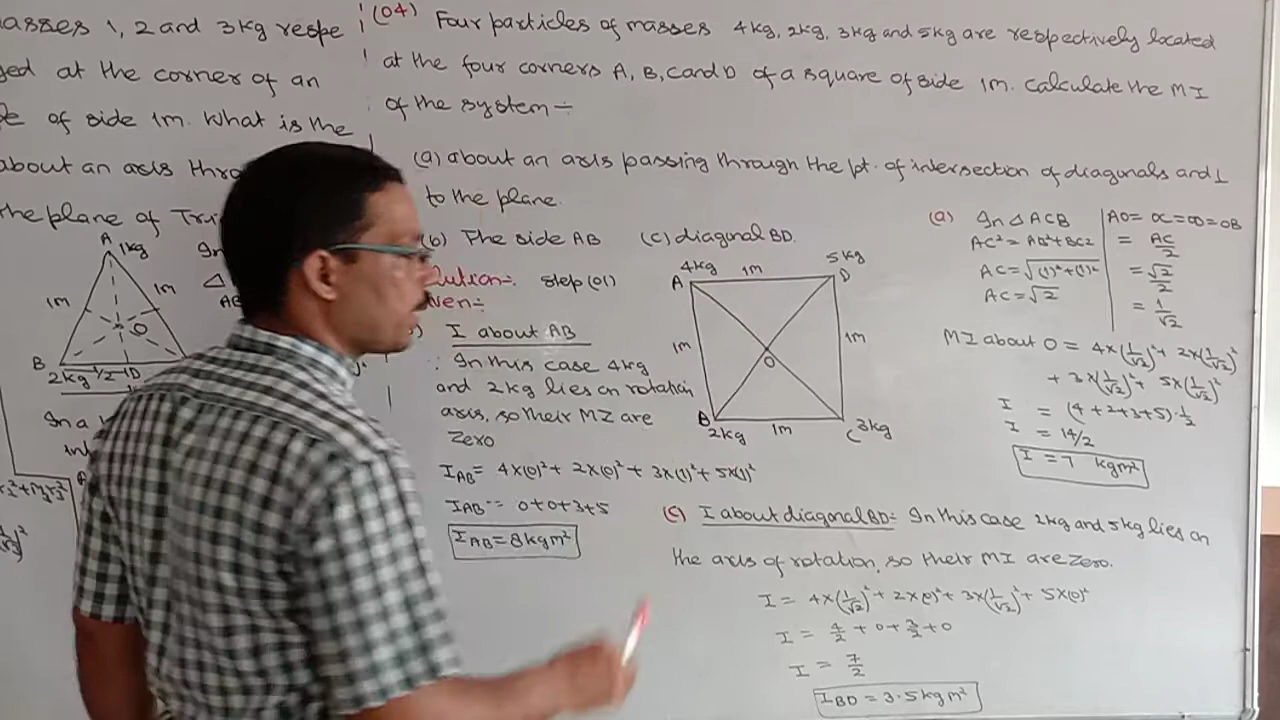 asses 1, 2 and 3kg respe
ged at the corner of an
e of side 1m. What is the
about an axis thro
the plane of Tri
A
1kg
1m
1m
O
B
2kg
1/2
D
In
In a
(04) Four particles of masses 4kg, 2kg, 3kg and 5kg are respectively located
at the four corners A, B, C and D of a square of side 1m. Calculate the MI
of the system÷
(a) about an axis passing through the pt. of intersection of diagonals and ⊥
to the plane.
(b) The side AB (c) diagonal BD.
ution÷ step (01)
ven÷
I about AB
∵ In this case 4kg
and 2kg lies on rotation
axis, so their MI are
Zero
I_AB = 4×(0)²+ 2×(0)²+ 3×(1)²+ 5×(1)²
I_AB = 0+0+3+5
I_AB = 8kgm²
4kg
1m
5kg
A
D
1m
1m
O
B
2kg
1m
C
3kg
(a) In △ ACB
AC² = AB²+BC²
AC = √(1)²+(1)²
AC = √2
AO = OC = OD = OB
= AC/2
= √2/2
= 1/√2
MI about O = 4×(1/√2)²+ 2×(1/√2)²
+ 3×(1/√2)²+ 5×(1/√2)²
I = (4+2+3+5)·1/2
I = 14/2
I = 7 kgm²
(c) I about diagonal BD÷ In this case 2kg and 5kg lies on
the axis of rotation, so their MI are zero.
I = 4×(1/√2)²+ 2×(0)²+ 3×(1/√2)²+ 5×(0)²
I = 4/2 + 0 + 3/2 + 0
I = 7/2
I_BD = 3.5kgm²